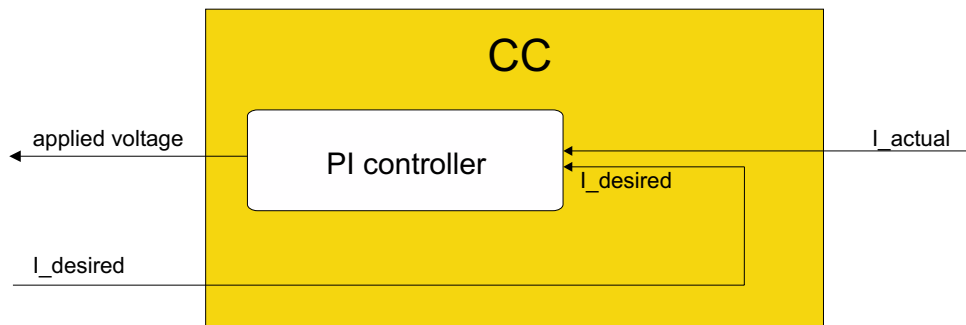 CC
applied voltage
I_actual
PI controller
I_desired
I_desired